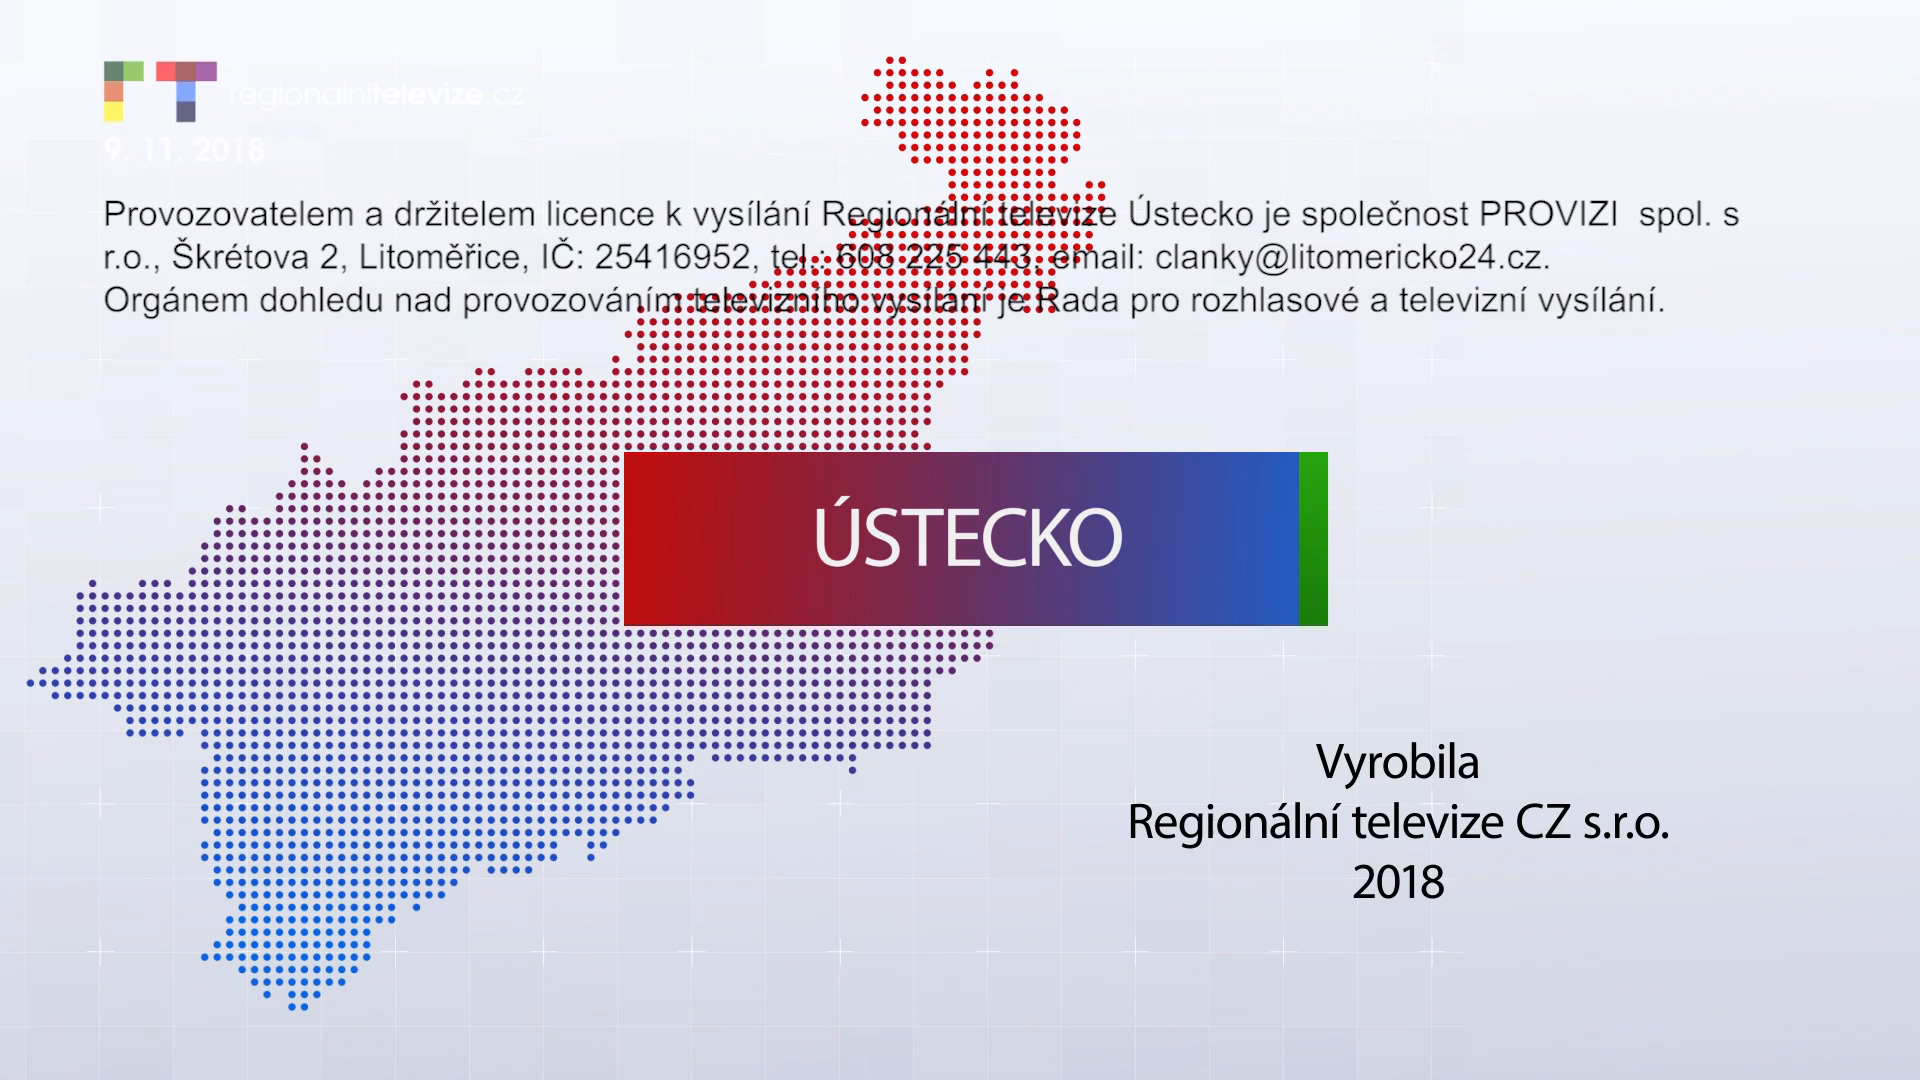 regionalnitelevize.cz
9. 11. 2018
Provozovatelem a držitelem licence k vysílání Regionální televize Ústecko je společnost PROVIZI  spol. s
r.o., Škrétova 2, Litoměřice, IČ: 25416952, tel.: 608 225 443, email: clanky@litomericko24.cz.
Orgánem dohledu nad provozováním televizního vysílání je Rada pro rozhlasové a televizní vysílání.
ÚSTECKO
Vyrobila
Regionální televize CZ s.r.o.
2018